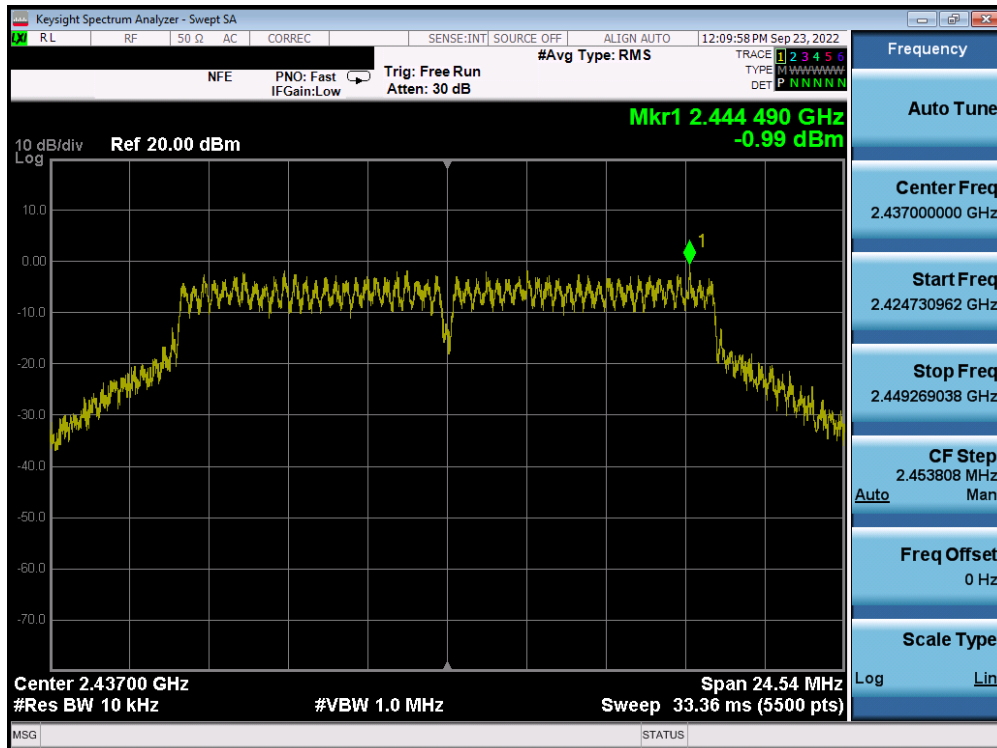 Keysight Spectrum Analyzer - Swept SA
LXI RL RF 50 Ω AC CORREC SENSE:INT SOURCE OFF ALIGN AUTO 12:09:58 PM Sep 23, 2022
#Avg Type: RMS
TRACE 1 2 3 4 5 6
NFE PNO: Fast Trig: Free Run TYPE M WWWWW
IFGain:Low Atten: 30 dB DET P N N N N N
Mkr1 2.444 490 GHz
-0.99 dBm
10 dB/div Ref 20.00 dBm
Log
10.0
0.00
-10.0
-20.0
-30.0
-40.0
-50.0
-60.0
-70.0
1
Center 2.43700 GHz Span 24.54 MHz
#Res BW 10 kHz #VBW 1.0 MHz Sweep 33.36 ms (5500 pts)
MSG STATUS
Frequency
Auto Tune
Center Freq
2.437000000 GHz
Start Freq
2.424730962 GHz
Stop Freq
2.449269038 GHz
CF Step
2.453808 MHz
Auto Man
Freq Offset
0 Hz
Scale Type
Log Lin